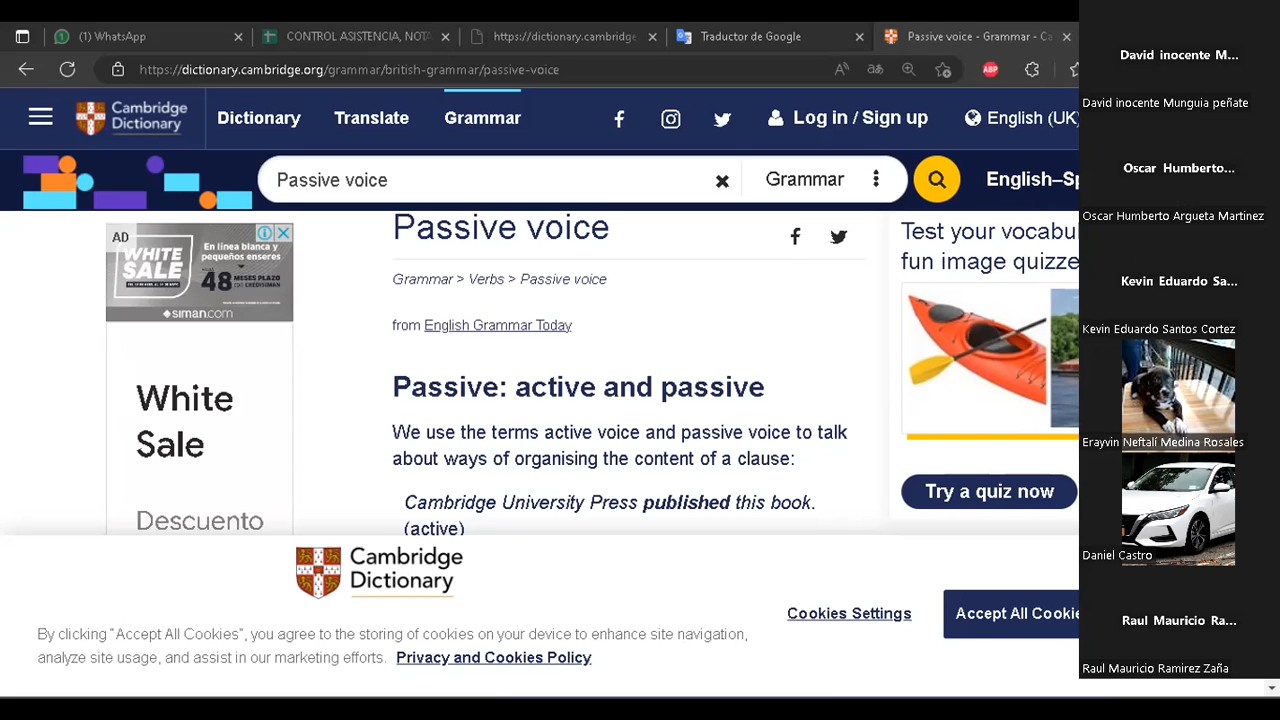 (1) WhatsApp
CONTROL ASISTENCIA, NOTA
https://dictionary.cambridge
Traductor de Google
Passive voice - Grammar - Ca
https://dictionary.cambridge.org/grammar/british-grammar/passive-voice
ABP
Cambridge
Dictionary
Dictionary
Translate
Grammar
Log in / Sign up
English (UK)
Passive voice
Grammar
English–Sp
AD
WHITE
SALE
En línea blanca y
pequeños enseres
48 MESES PLAZO
CON CREDISIMAN
siman.com
White
Sale
Descuento
Passive voice
Grammar > Verbs > Passive voice
from English Grammar Today
Passive: active and passive
We use the terms active voice and passive voice to talk
about ways of organising the content of a clause:
Cambridge University Press published this book.
(active)
Test your vocabu
fun image quizze
Try a quiz now
Cambridge
Dictionary
By clicking “Accept All Cookies”, you agree to the storing of cookies on your device to enhance site navigation,
analyze site usage, and assist in our marketing efforts. Privacy and Cookies Policy
Cookies Settings
Accept All Cookie
David inocente M...
David inocente Munguia peñate
Oscar Humberto...
Oscar Humberto Argueta Martinez
Kevin Eduardo Sa...
Kevin Eduardo Santos Cortez
Erayvin Neftalí Medina Rosales
Daniel Castro
Raul Mauricio Ra...
Raul Mauricio Ramirez Zaña